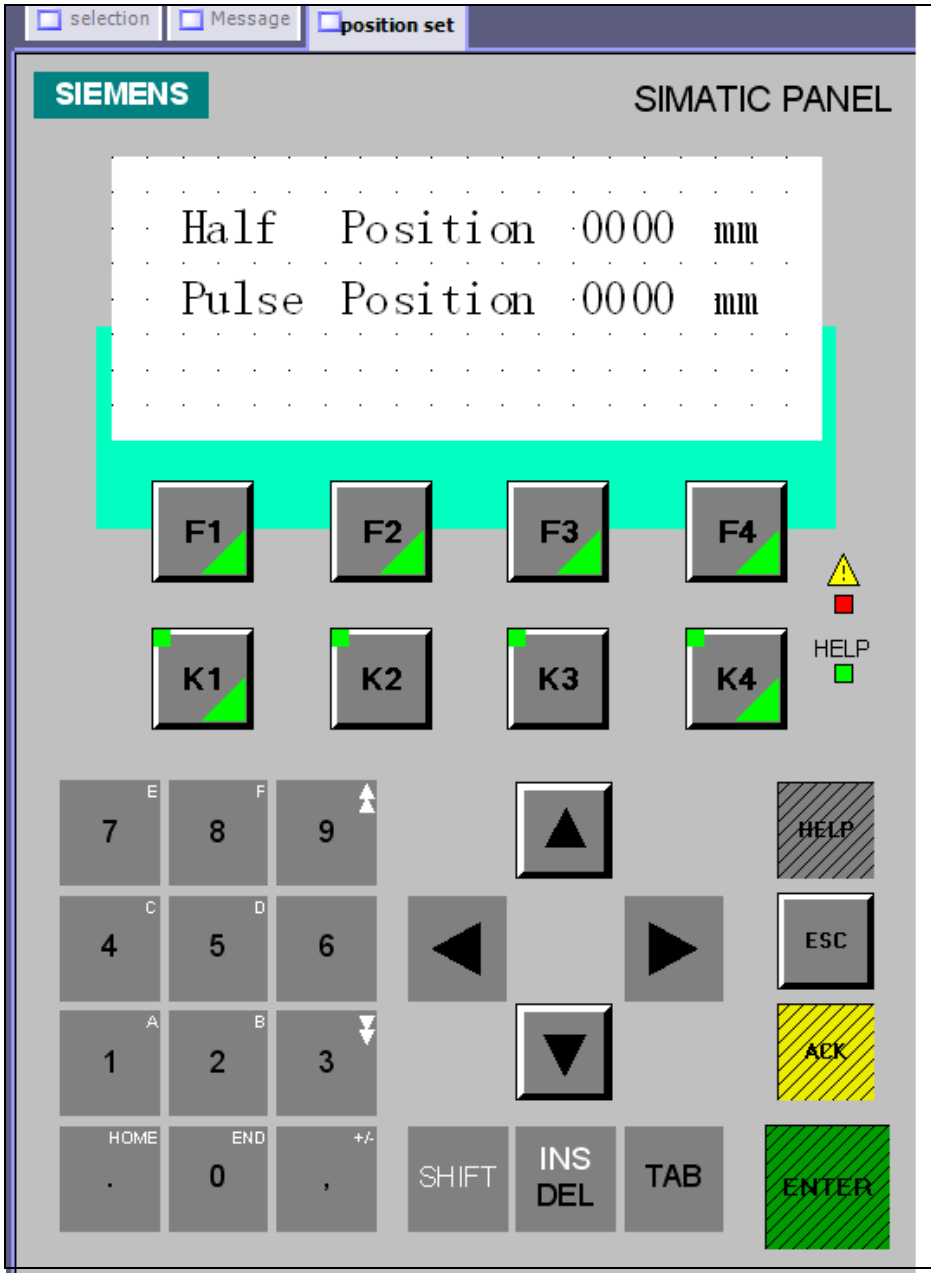 selection Message position set
SIEMENS SIMATIC PANEL
Half Position 0000 mm
Pulse Position 0000 mm
F1 F2 F3 F4
HELP
K1 K2 K3 K4
E F
7 8 9 HELP
C D
4 5 6 ESC
A B
1 2 3 ACK
HOME END +/-
. 0 , SHIFT INS DEL TAB ENTER